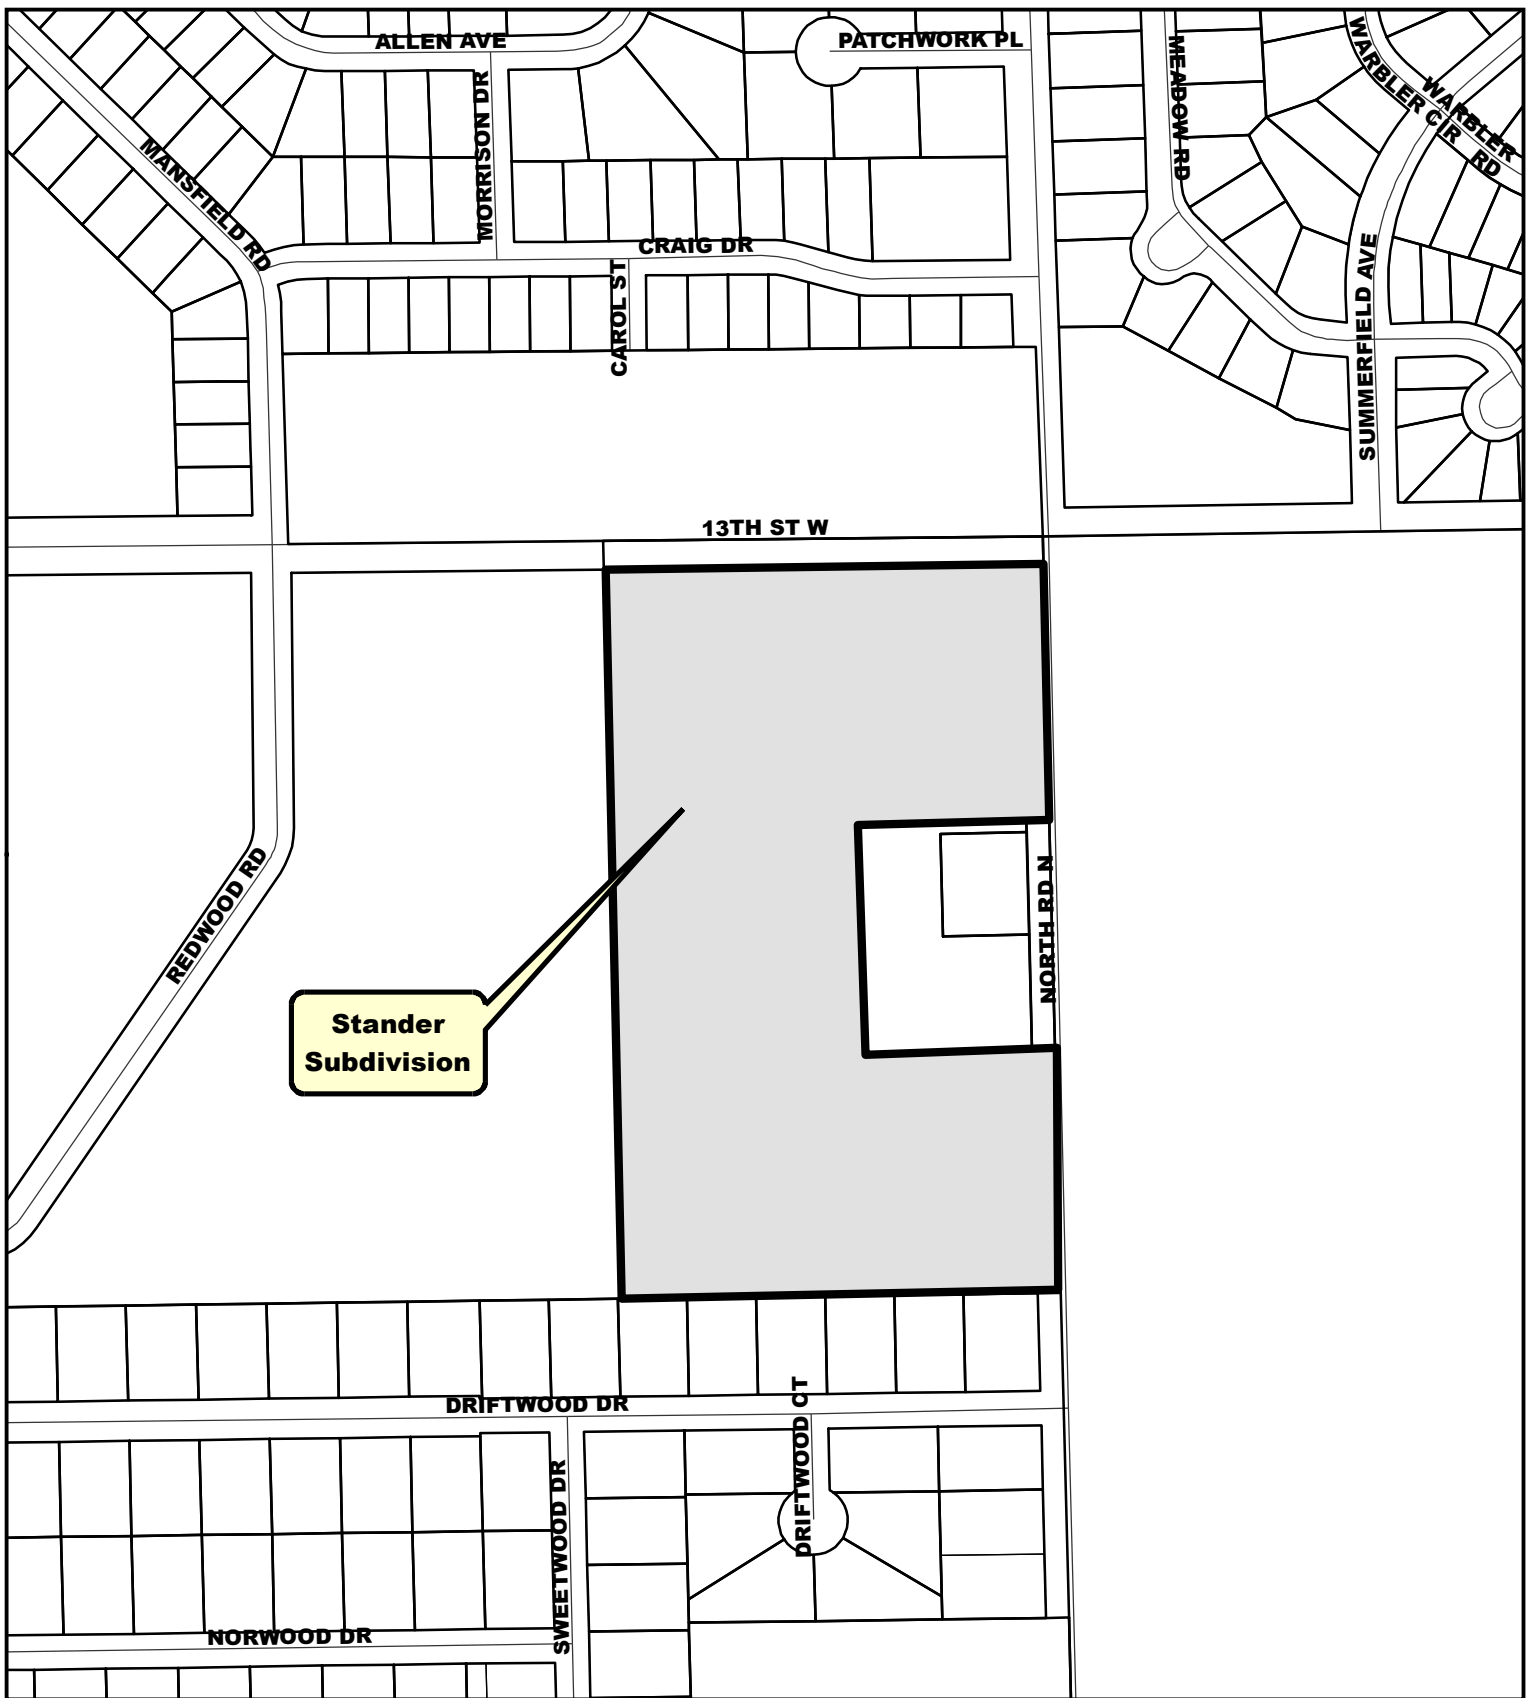 ALLEN AVE
PATCHWORK PL
MORRISON DR
MEADOW RD
WARBLER CIR
WARBLER RD
MANSFIELD RD
CRAIG DR
CAROL ST
SUMMERFIELD AVE
13TH ST W
REDWOOD RD
NORTH RD N
Stander
Subdivision
DRIFTWOOD DR
DRIFTWOOD CT
SWEETWOOD DR
NORWOOD DR